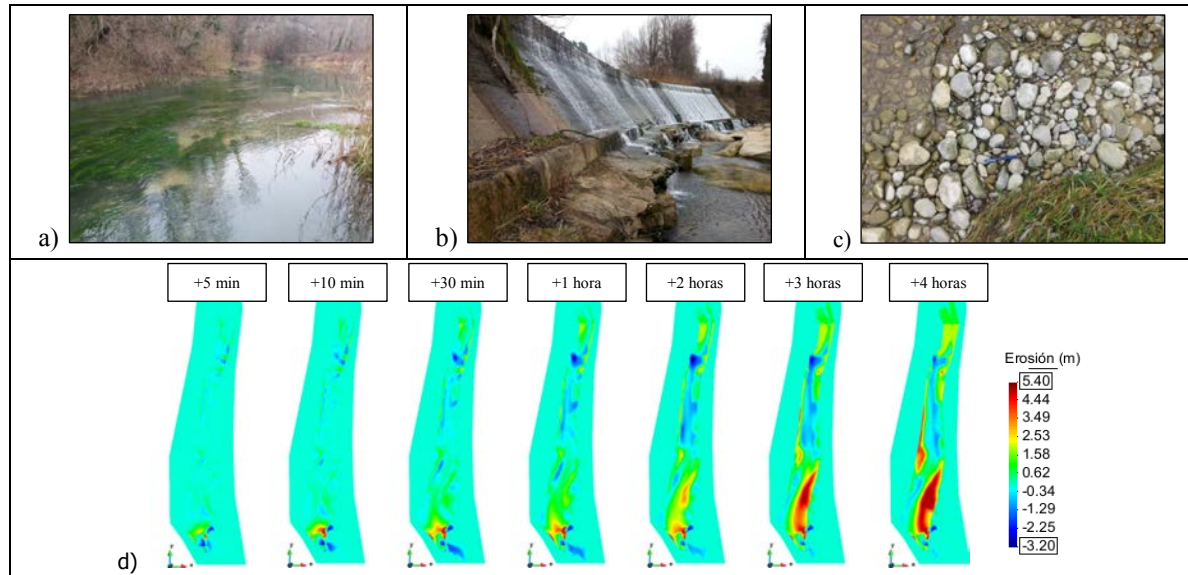 a)
b)
c)
+5 min
+10 min
+30 min
+1 hora
+2 horas
+3 horas
+4 horas
Erosión (m)
5.40
4.44
3.49
2.53
1.58
0.62
-0.34
-1.29
-2.25
-3.20
d)